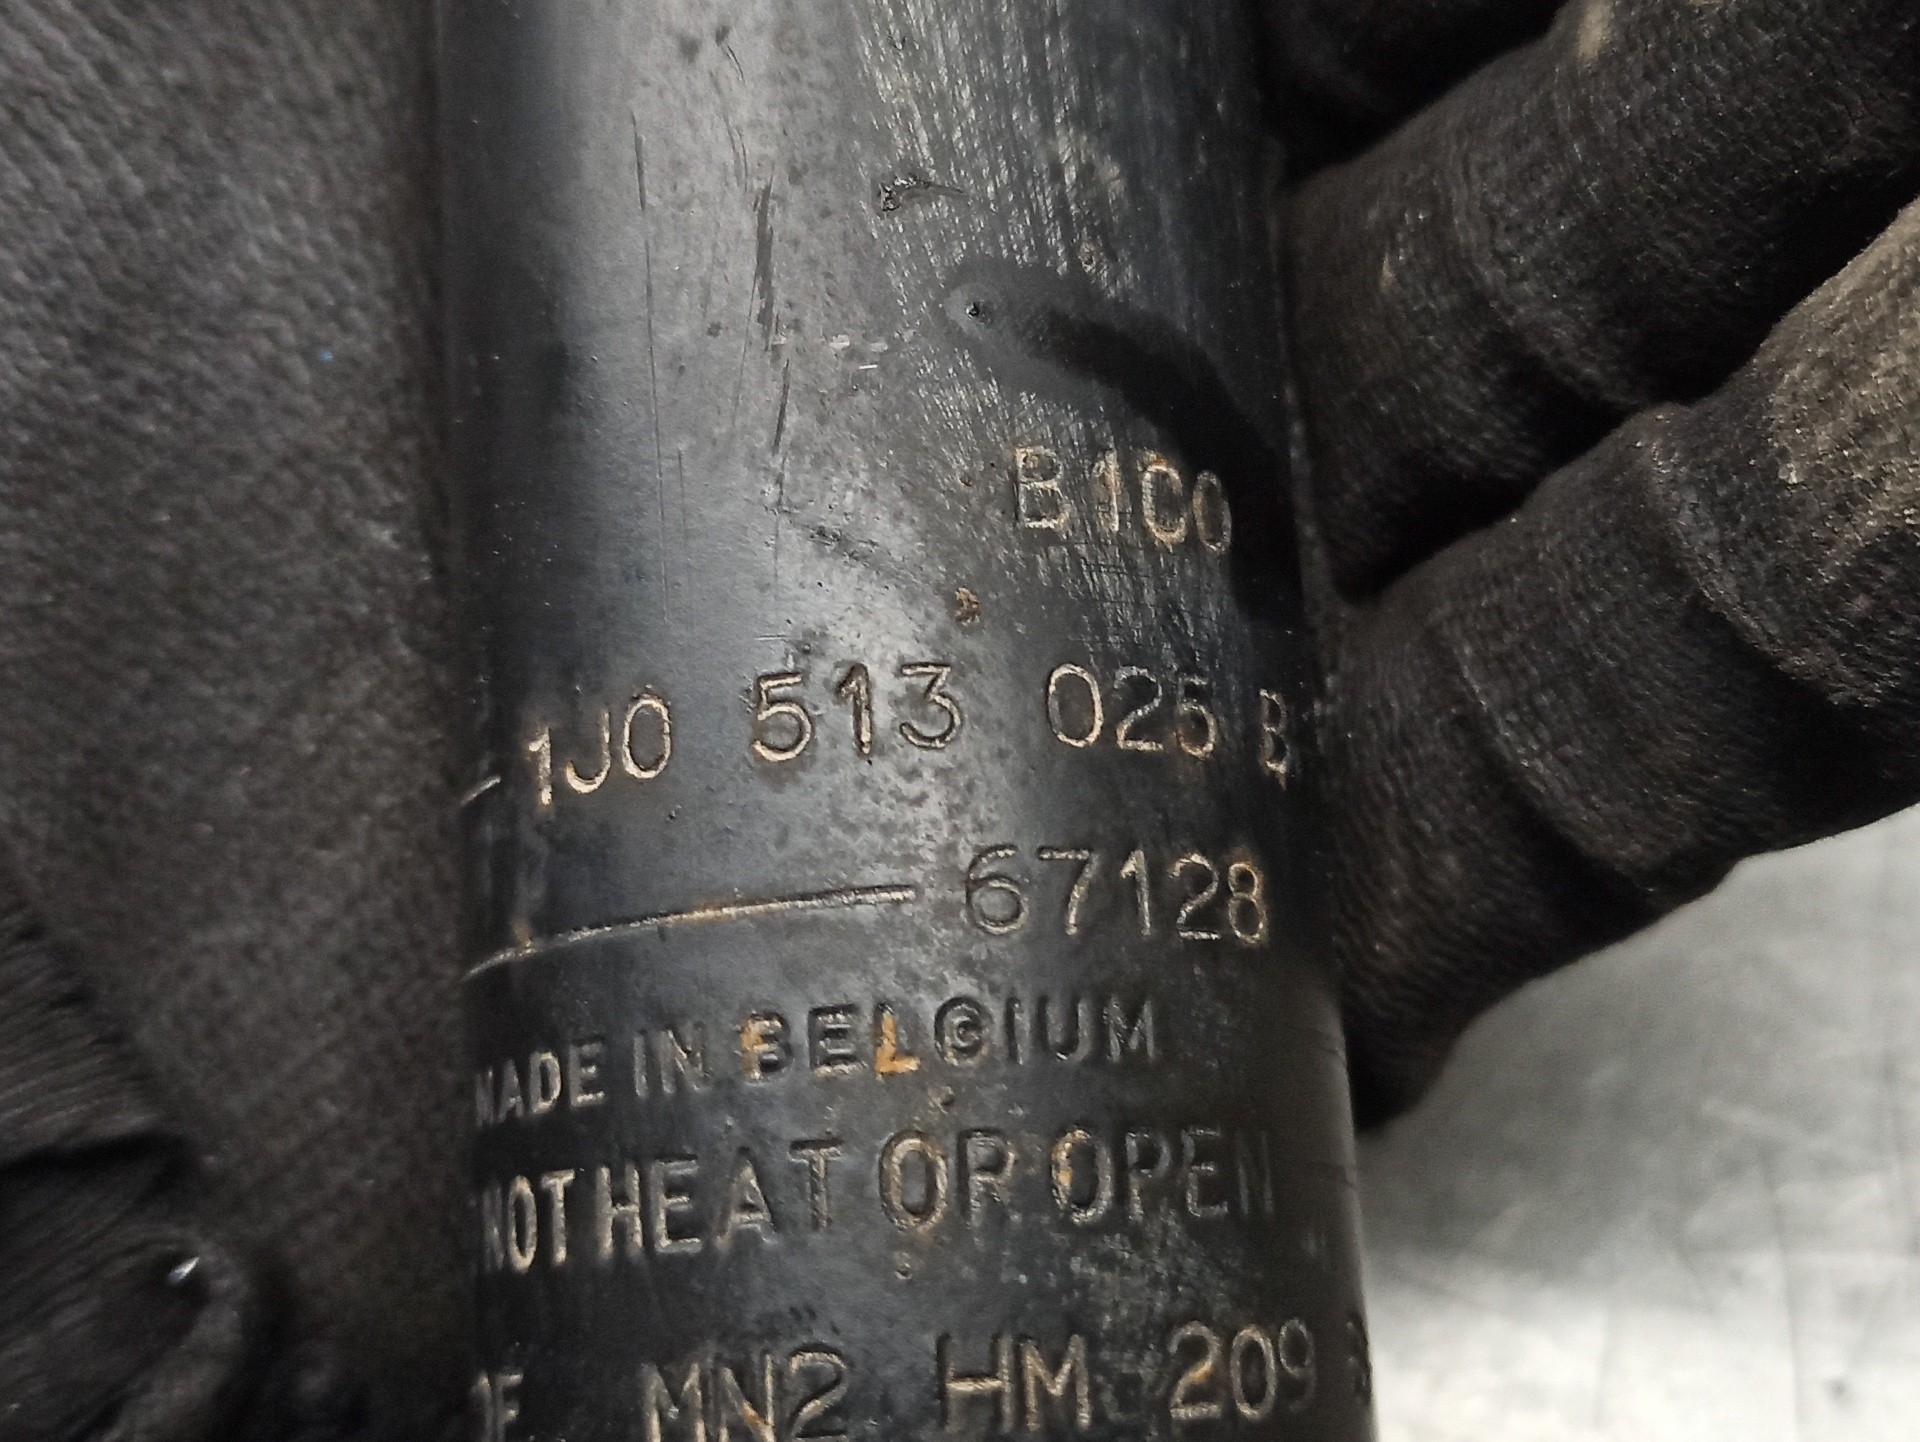 B1C0
1J0 513 025 B
67128
MADE IN BELGIUM
NOT HEAT OR OPEN
MN2 HM 209